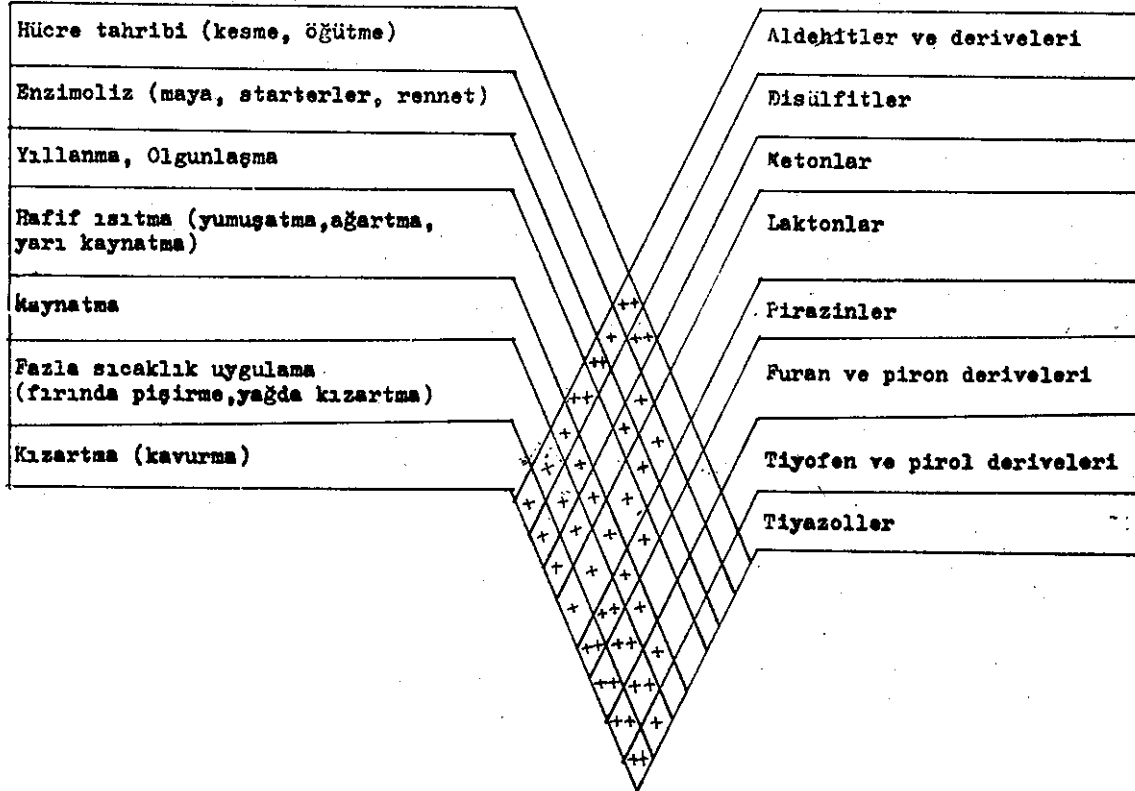 Hücre tahribi (kesme, öğütme)
Enzimoliz (maya, starterler, rennet)
Yıllanma, Olgunlaşma
Hafif ısıtma (yumuşatma,ağartma,
yarı kaynatma)
Kaynatma
Fazla sıcaklık uygulama
(fırında pişirme,yağda kızartma)
Kızartma (kavurma)
Aldehitler ve deriveleri
Disülfitler
Ketonlar
Laktonlar
Pirazinler
Furan ve piron deriveleri
Tiyofen ve pirol deriveleri
Tiyazoller
++
+ ++
++
++ +
+ + +
+ + +
+ + +
+ + +
+ + +
+ ++ +
++ ++ +
++ ++
++ +
++